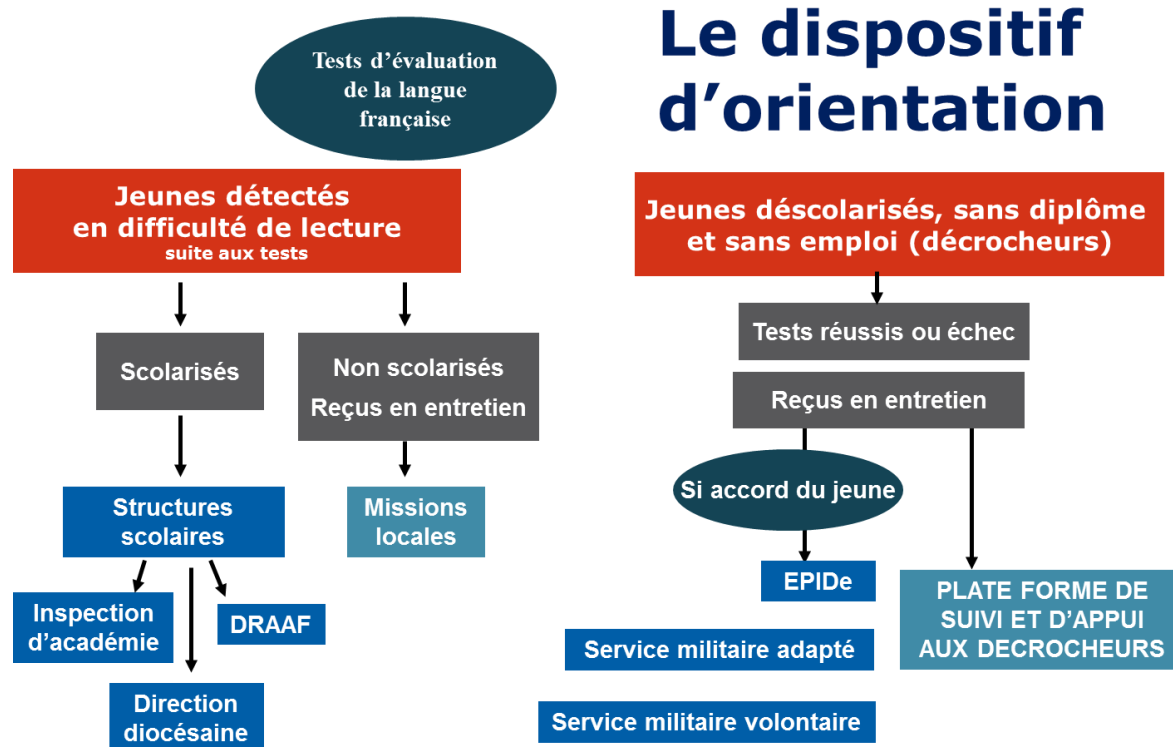 Le dispositif
d’orientation
Tests d’évaluation
de la langue
française
Jeunes détectés
en difficulté de lecture
suite aux tests
Scolarisés
Non scolarisés
Reçus en entretien
Structures
scolaires
Missions
locales
Inspection
d’académie
DRAAF
Direction
diocésaine
Jeunes déscolarisés, sans diplôme
et sans emploi (décrocheurs)
Tests réussis ou échec
Reçus en entretien
Si accord du jeune
EPIDe
Service militaire adapté
Service militaire volontaire
PLATE FORME DE
SUIVI ET D’APPUI
AUX DECROCHEURS